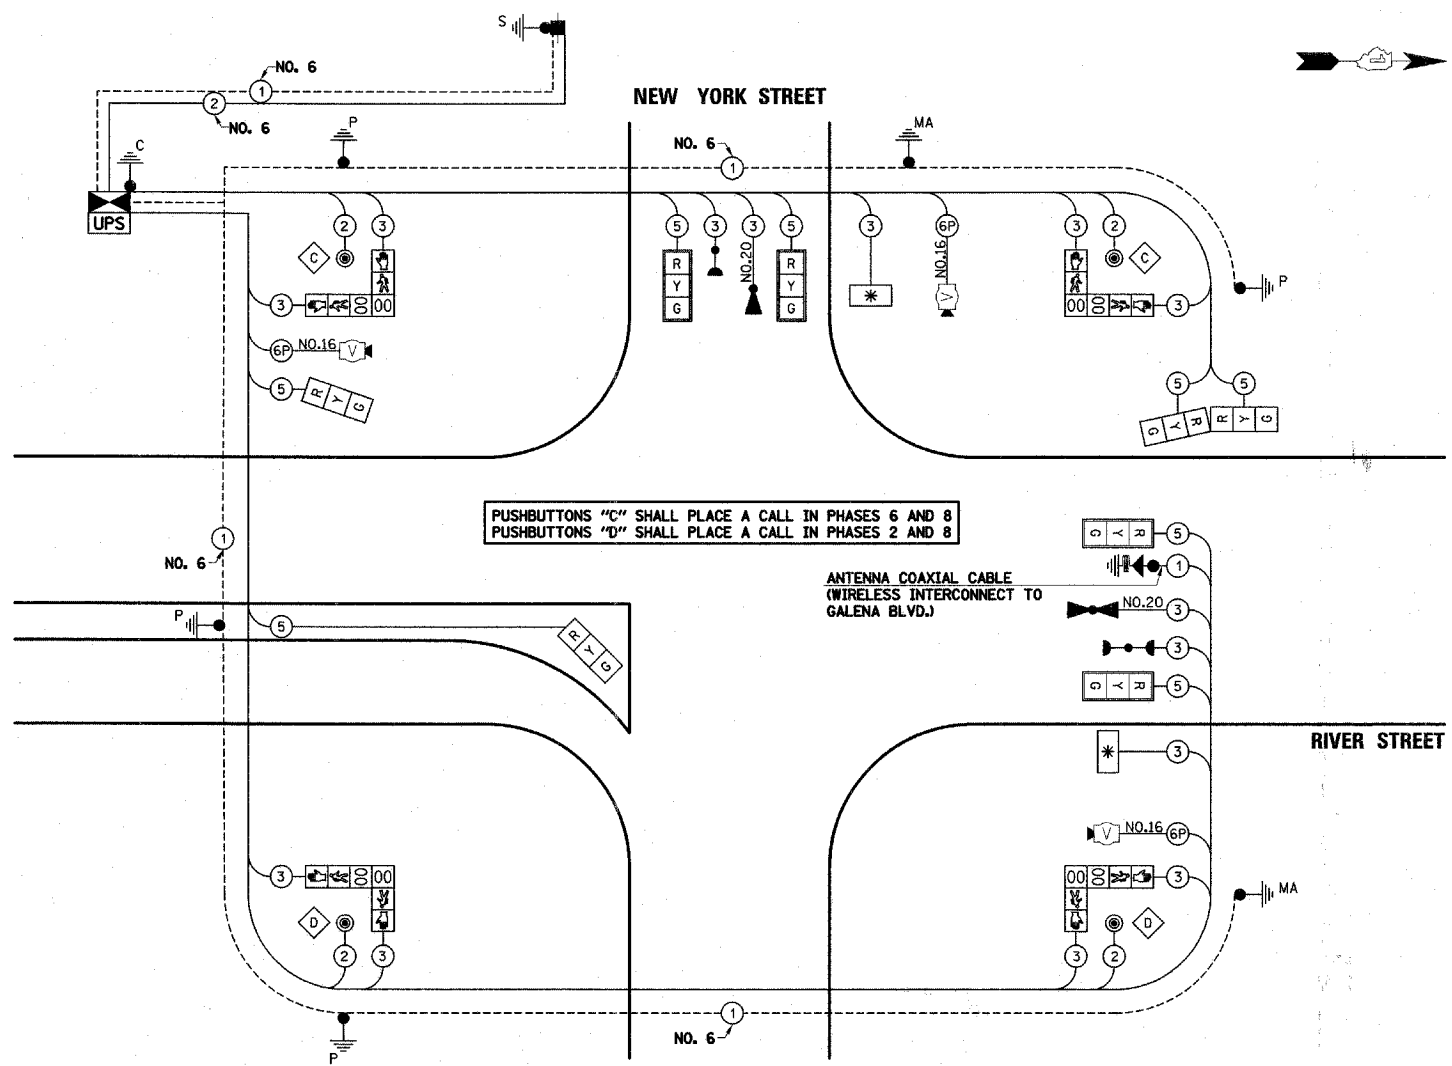 S
NO. 6
1
2
NO. 6
NEW YORK STREET
P
MA
C
NO. 6
1
UPS
2
3
5
3
3
5
3
6P
3
2
C
R
Y
G
NO.20
R
Y
G
NO.16
V
C
P
3
00
00
00
00
3
6P
NO.16
V
5
R Y G
5
5
G Y R
R Y G
PUSHBUTTONS "C" SHALL PLACE A CALL IN PHASES 6 AND 8
PUSHBUTTONS "D" SHALL PLACE A CALL IN PHASES 2 AND 8
G Y R
5
1
NO. 6
ANTENNA COAXIAL CABLE
(WIRELESS INTERCONNECT TO
GALENA BLVD.)
1
NO.20
3
P
5
R Y G
3
G Y R
5
RIVER STREET
3
V
NO.16
6P
3
00
00
00
00
3
MA
D
D
2
3
3
2
1
NO. 6
P